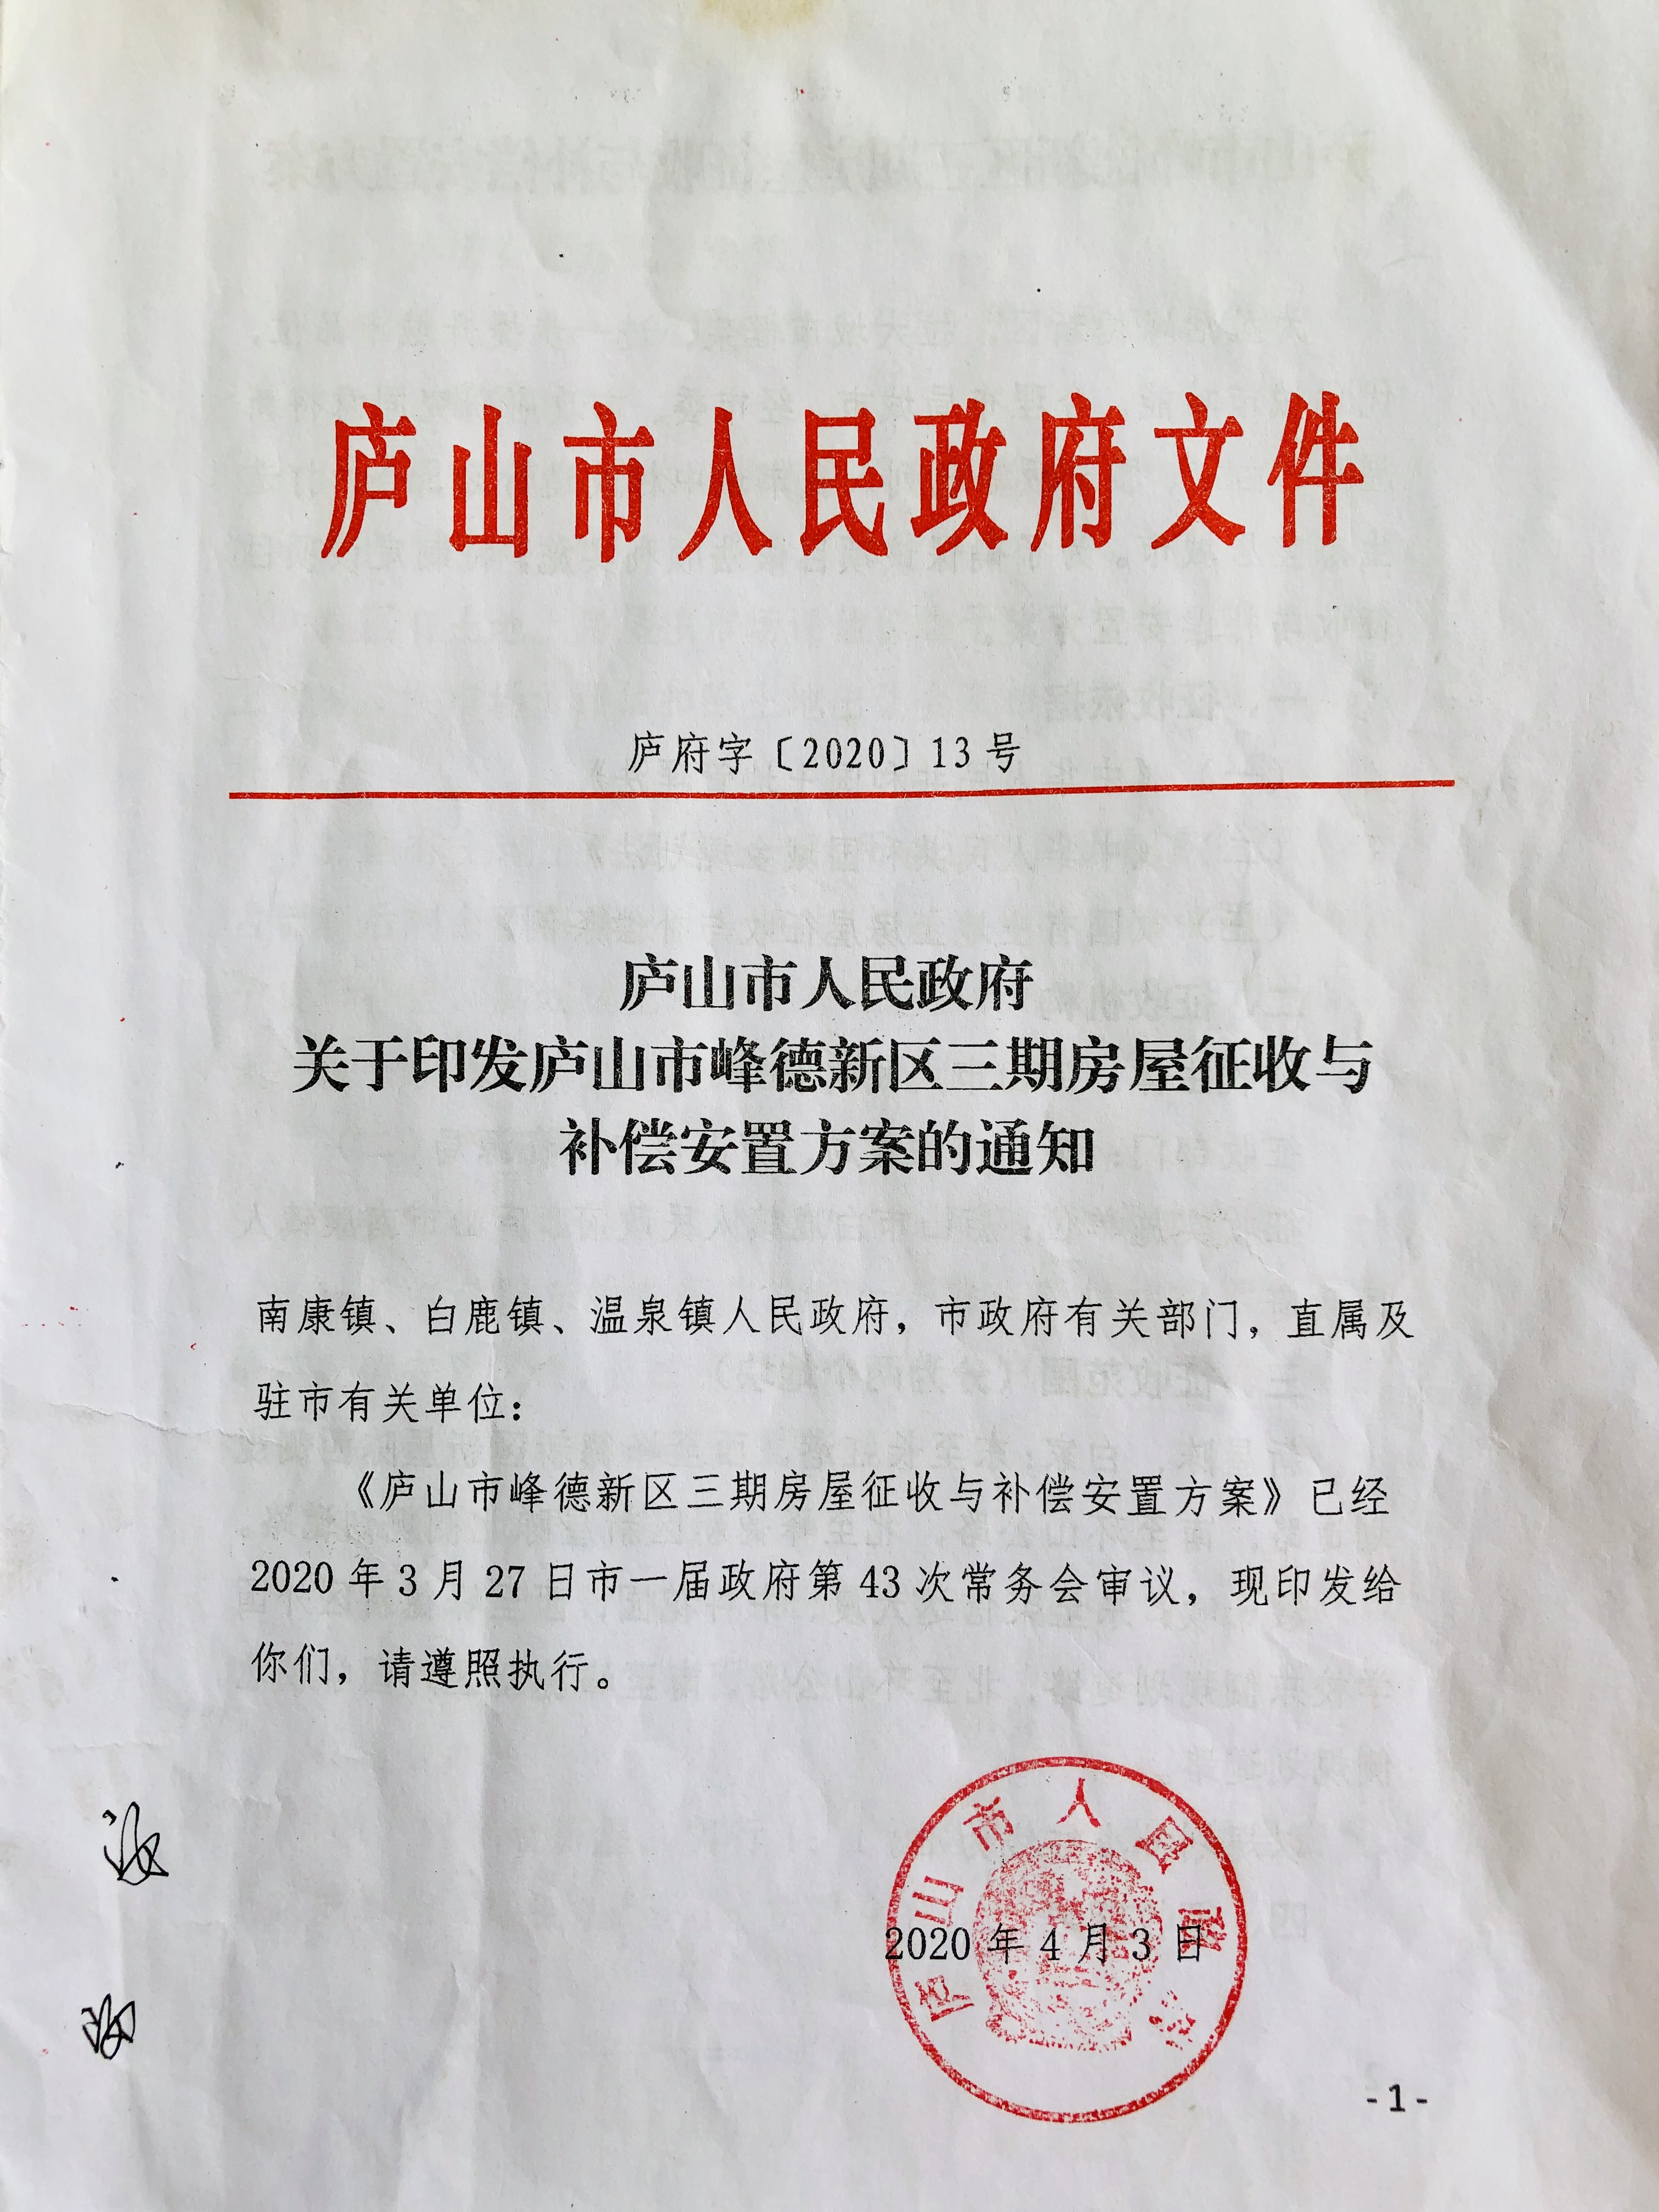 庐山市人民政府文件
庐府字〔2020〕13号
庐山市人民政府
关于印发庐山市峰德新区三期房屋征收与
补偿安置方案的通知
南康镇、白鹿镇、温泉镇人民政府，市政府有关部门，直属及
驻市有关单位：
《庐山市峰德新区三期房屋征收与补偿安置方案》已经
2020年3月27日市一届政府第43次常务会审议，现印发给
你们，请遵照执行。
庐山市人民政府
2020年4月3日
-1-